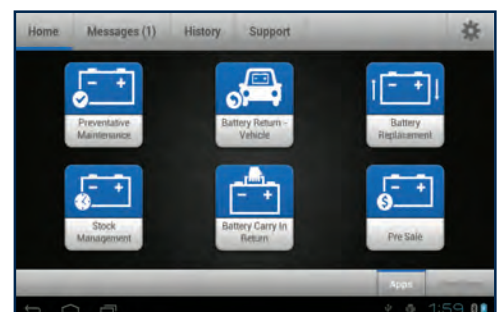 Home Messages (1) History Support
Preventative
Maintenance
Battery Return -
Vehicle
Battery
Replacement
Stock
Management
Battery Carry In
Return
Pre Sale
Apps
1:59